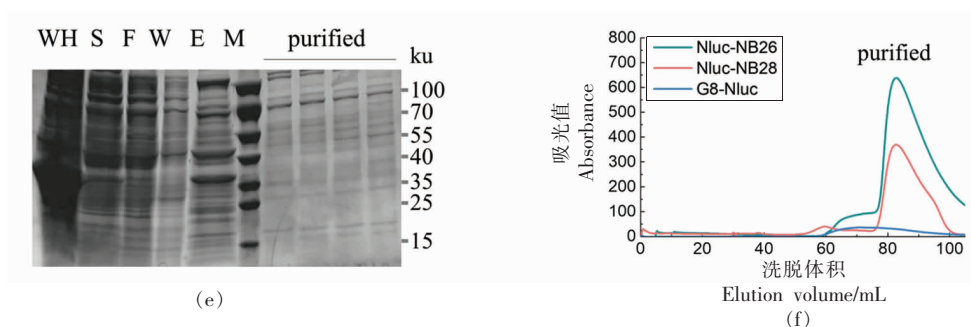 WH S F W E M purified
ku
100
70
55
40
35
25
15
(e)
800
700
600
500
400
300
200
100
0
吸光值
Absorbance
Nluc-NB26
Nluc-NB28
G8-Nluc
purified
0 20 40 60 80 100
洗脱体积
Elution volume/mL
(f)